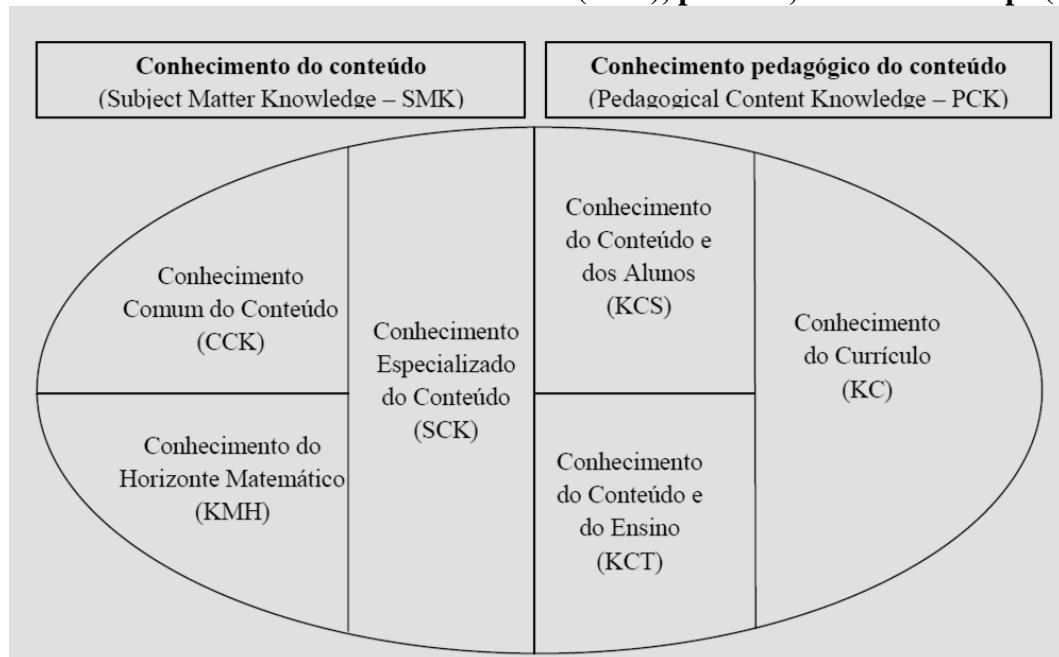 Conhecimento do conteúdo
(Subject Matter Knowledge – SMK)
Conhecimento pedagógico do conteúdo
(Pedagogical Content Knowledge – PCK)
Conhecimento
Comum do Conteúdo
(CCK)
Conhecimento do
Horizonte Matemático
(KMH)
Conhecimento
Especializado
do Conteúdo
(SCK)
Conhecimento
do Conteúdo e
dos Alunos
(KCS)
Conhecimento
do Conteúdo e
do Ensino
(KCT)
Conhecimento
do Currículo
(KC)